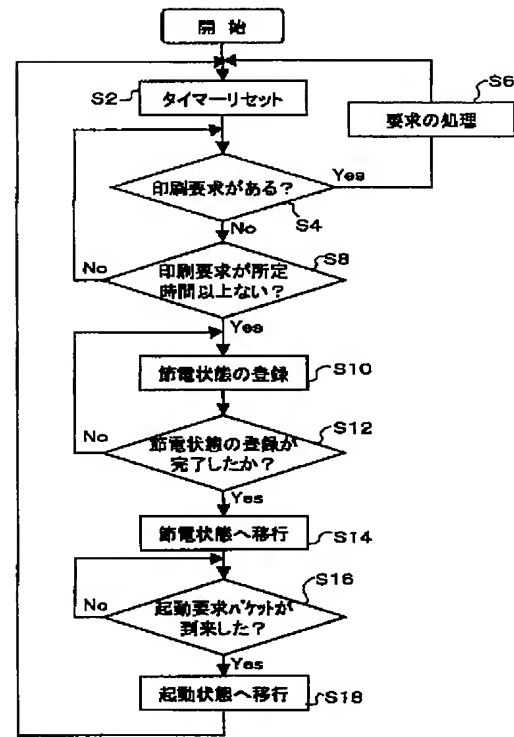 開始
S2
タイマーリセット
S6
要求の処理
印刷要求がある?
Yes
S4
No
S8
印刷要求が所定
時間以上ない?
No
Yes
節電状態の登録
S10
S12
節電状態の登録が
完了したか?
No
Yes
節電状態へ移行
S14
S16
起動要求パケットが
到来した?
No
Yes
起動状態へ移行
S18